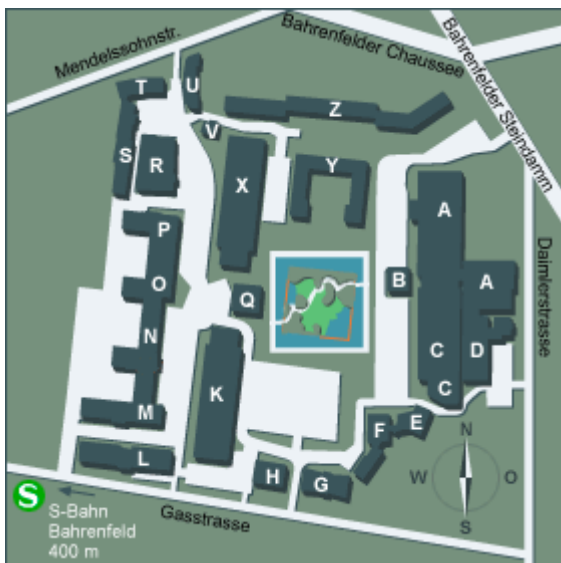 Mendelssohnstr.
Bahrenfelder Chaussee
Bahrenfelder Steindamm
T
U
Z
V
S
R
X
Y
A
P
B
A
O
Q
Daimlerstrasse
N
C
D
K
C
M
F
E
N
L
H
G
W
O
S
S
S-Bahn
Bahrenfeld
400 m
Gasstrasse